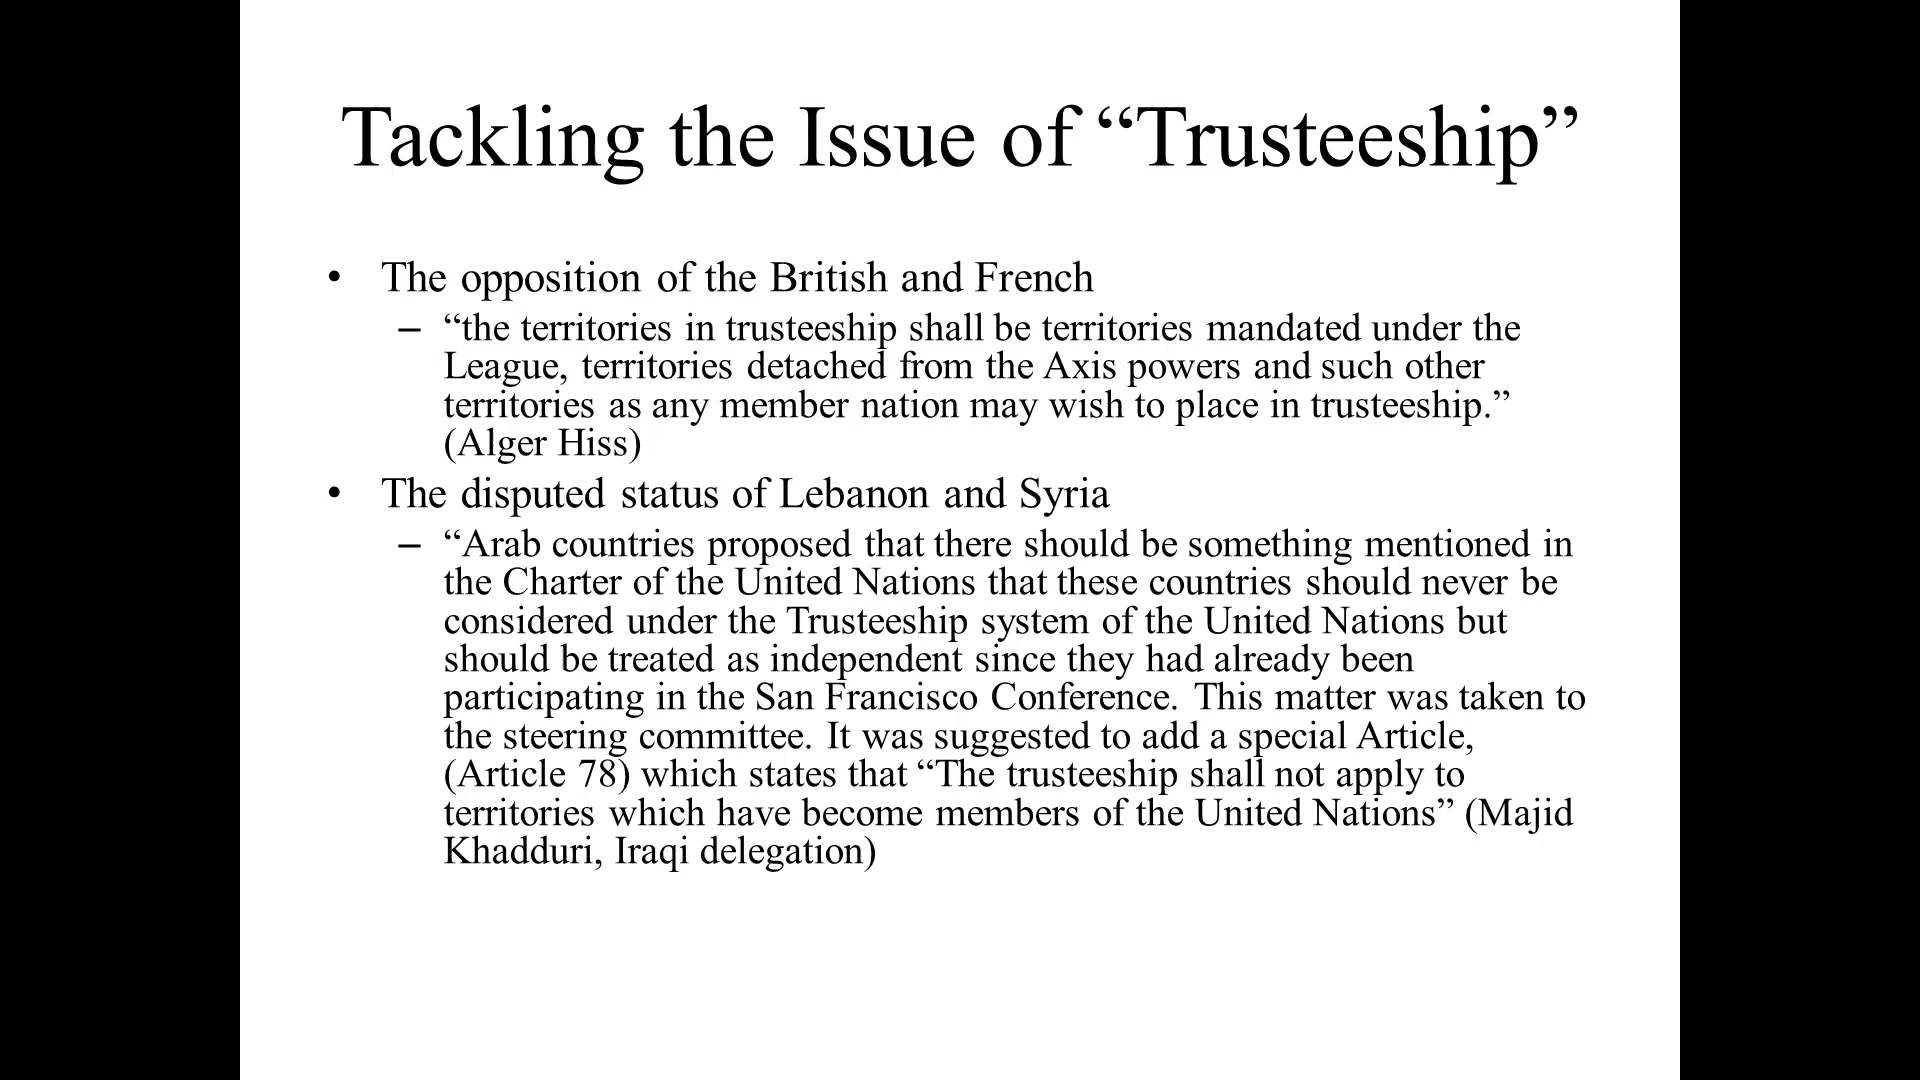 Tackling the Issue of “Trusteeship”
• The opposition of the British and French
– “the territories in trusteeship shall be territories mandated under the
League, territories detached from the Axis powers and such other
territories as any member nation may wish to place in trusteeship.”
(Alger Hiss)
• The disputed status of Lebanon and Syria
– “Arab countries proposed that there should be something mentioned in
the Charter of the United Nations that these countries should never be
considered under the Trusteeship system of the United Nations but
should be treated as independent since they had already been
participating in the San Francisco Conference. This matter was taken to
the steering committee. It was suggested to add a special Article,
(Article 78) which states that “The trusteeship shall not apply to
territories which have become members of the United Nations” (Majid
Khadduri, Iraqi delegation)